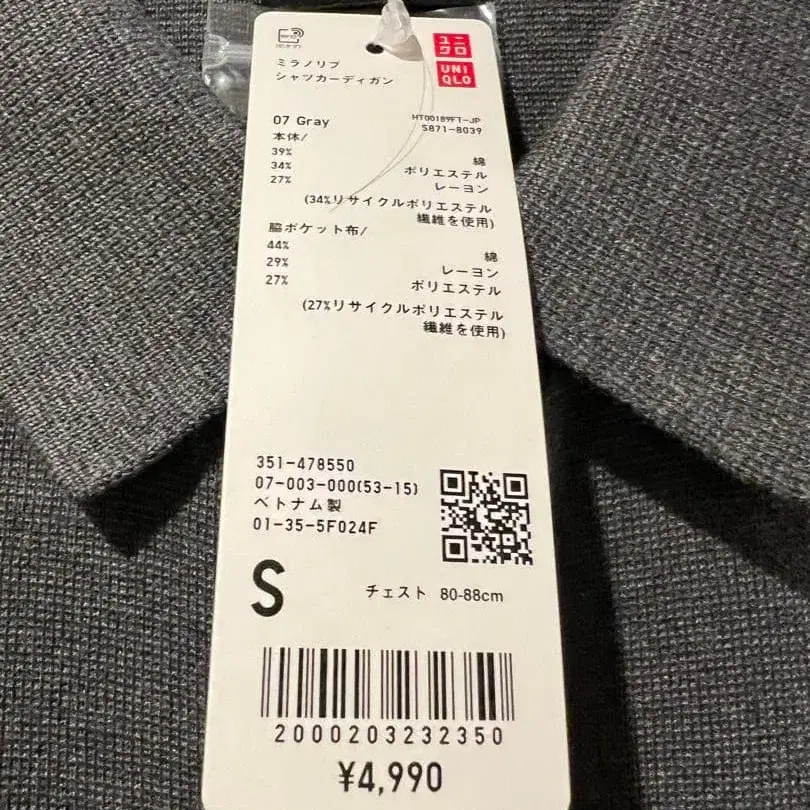 ユニ
クロ
UNI
QLO
ミラノリブ
シャツカーディガン
07 Gray
HT00189FT-JP
S871-8039
本体/
39% 綿
34% ポリエステル
27% レーヨン
(34%リサイクルポリエステル
繊維を使用)
脇ポケット布/
44% 綿
29% レーヨン
27% ポリエステル
(27%リサイクルポリエステル
繊維を使用)
351-478550
07-003-000(53-15)
ベトナム製
01-35-5F024F
S チェスト 80-88cm
2000203232350
¥4,990